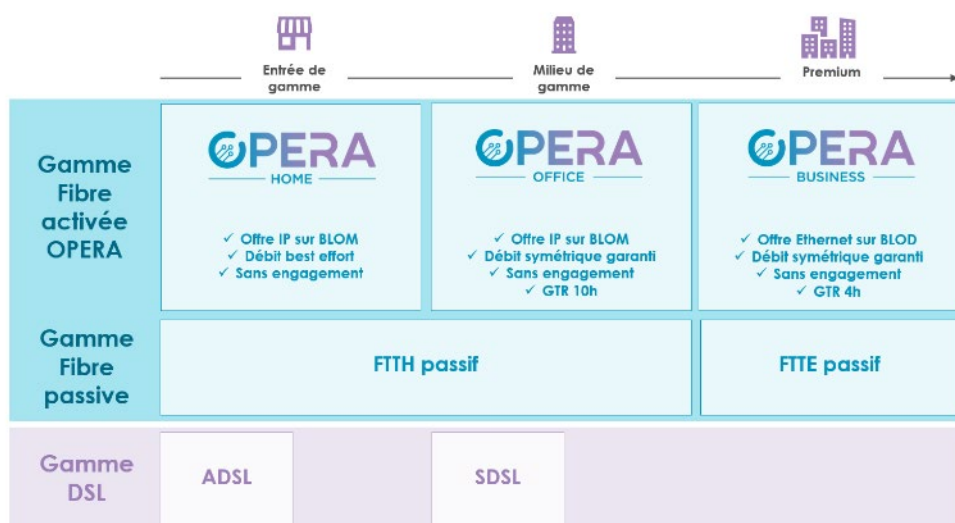 Entrée de
gamme
Milieu de
gamme
Premium
Gamme
Fibre
activée
OPERA
OPERA
HOME
✓ Offre IP sur BLOM
✓ Débit best effort
✓ Sans engagement
OPERA
OFFICE
✓ Offre IP sur BLOM
✓ Débit symétrique garanti
✓ Sans engagement
✓ GTR 10h
OPERA
BUSINESS
✓ Offre Ethernet sur BLOD
✓ Débit symétrique garanti
✓ Sans engagement
✓ GTR 4h
Gamme
Fibre
passive
FTTH passif
FTTE passif
Gamme
DSL
ADSL
SDSL